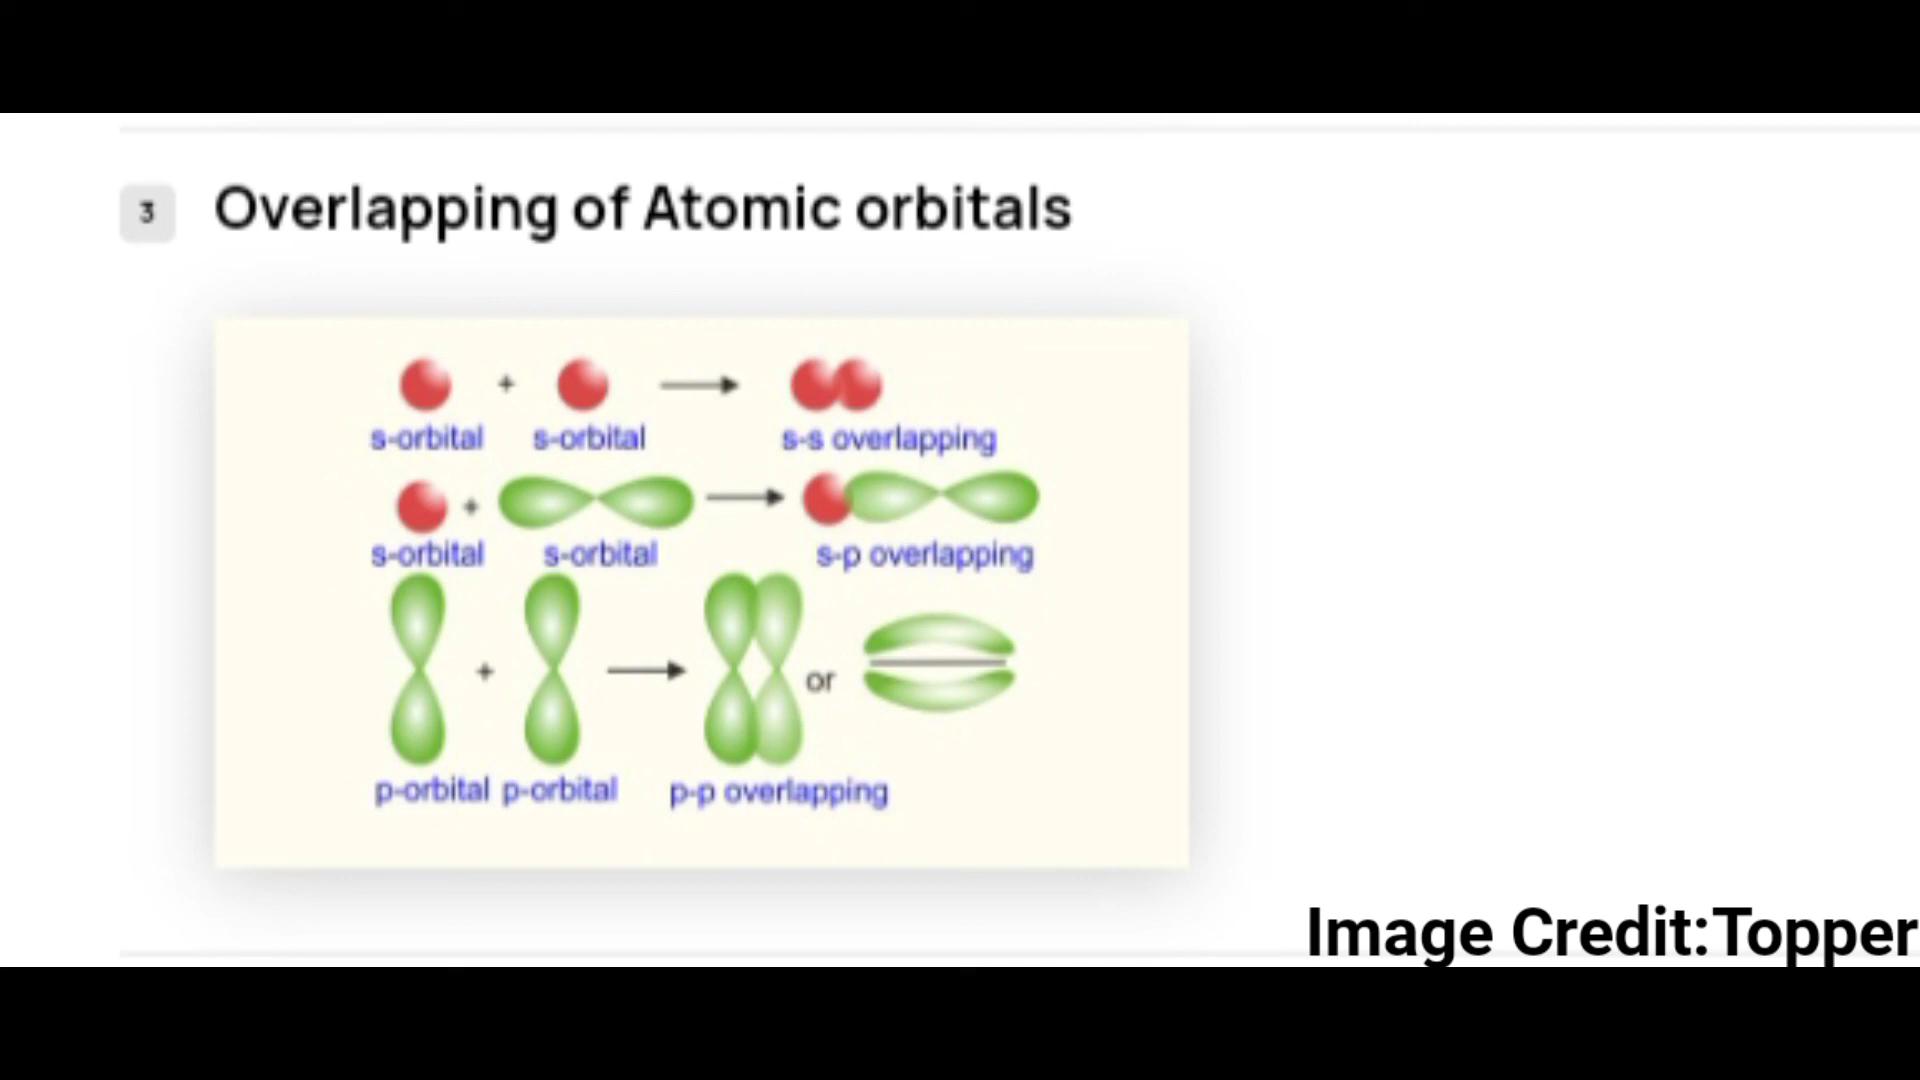 3 Overlapping of Atomic orbitals
+
s-orbital s-orbital s-s overlapping
+
s-orbital s-orbital s-p overlapping
+ or
p-orbital p-orbital p-p overlapping
Image Credit:Topper